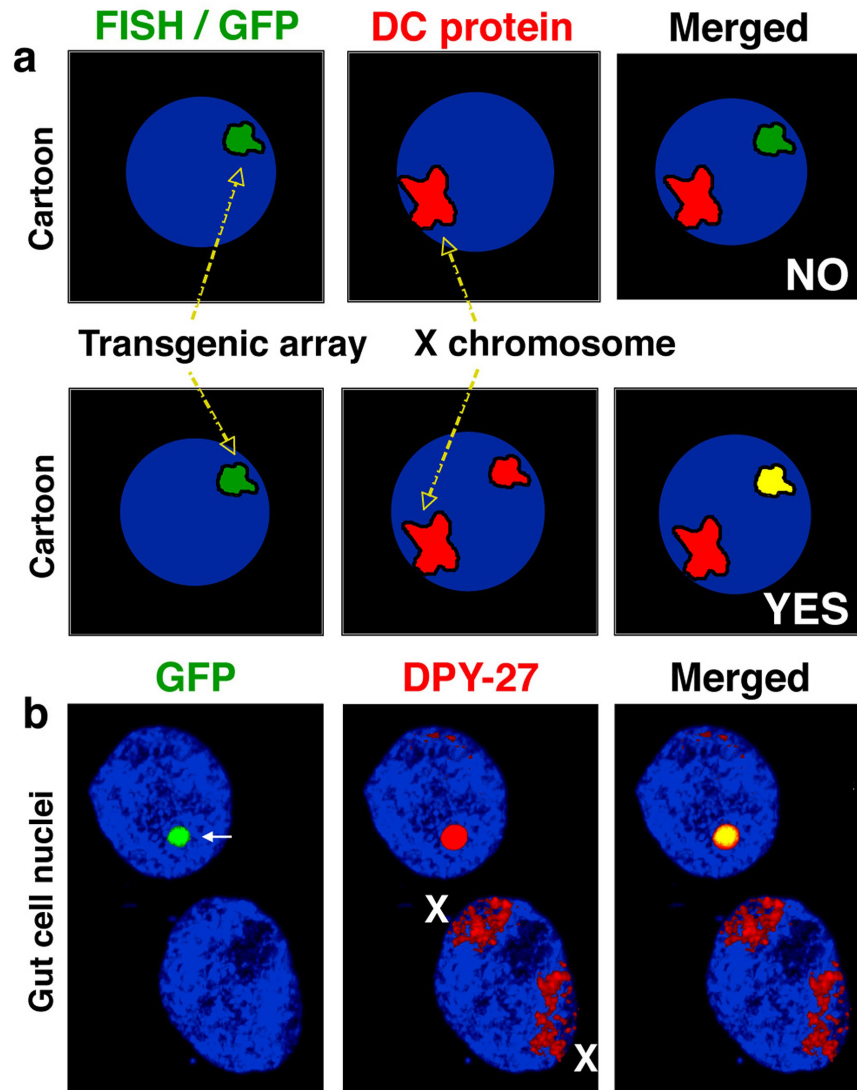 FISH / GFP DC protein Merged
a
Cartoon
NO
Transgenic array X chromosome
Cartoon
YES
GFP DPY-27 Merged
b
Gut cell nuclei
X
X